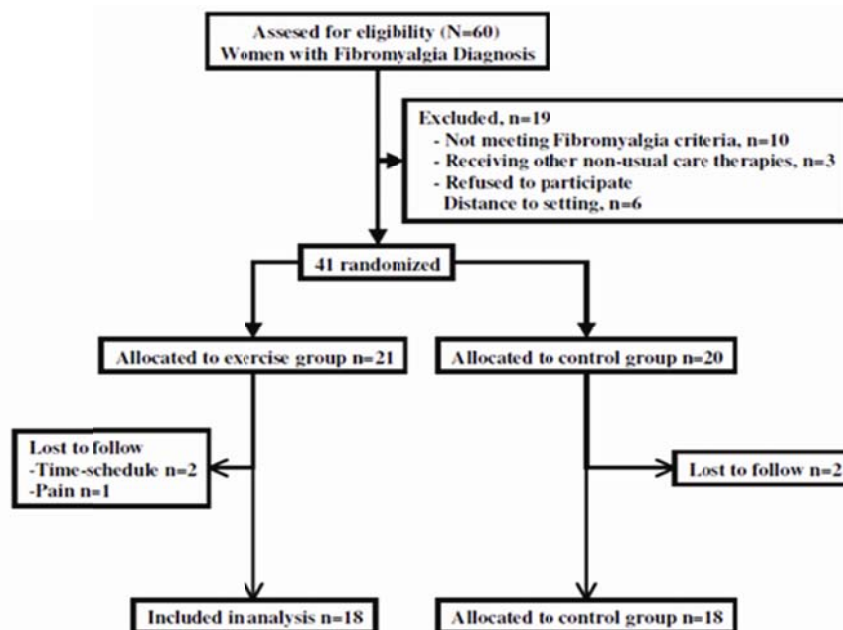 Assesed for eligibility (N=60)
Women with Fibromyalgia Diagnosis
Excluded, n=19
- Not meeting Fibromyalgia criteria, n=10
- Receiving other non-usual care therapies, n=3
- Refused to participate
Distance to setting, n=6
41 randomized
Allocated to exercise group n=21
Allocated to control group n=20
Lost to follow
-Time-schedule n=2
-Pain n=1
Lost to follow n=2
Included in analysis n=18
Allocated to control group n=18